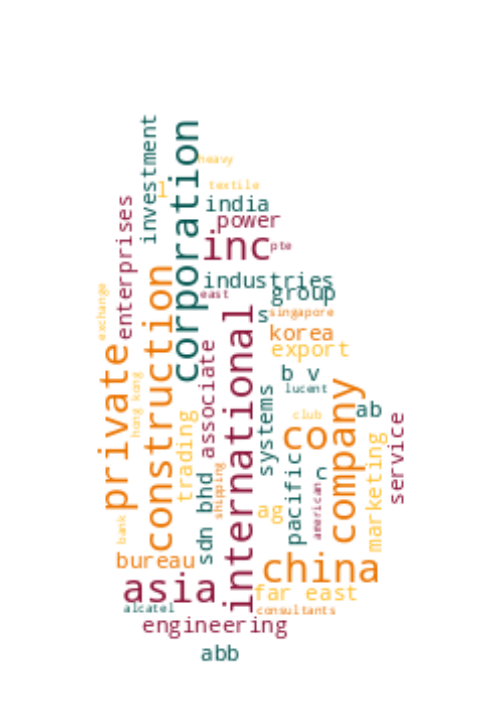 investment
corporation
heavy
textile
l
india
power
enterprises
inc
pte
industries
east
group
s
singapore
exchange
construction
international
korea
export
private
associate
b v
lucent
hong kong
company
systems
club
ab
trading
co
service
pacific
c
marketing
shipping
sdn bhd
american
a
og
bank
bureau
china
asia
far east
alcatel
consultants
engineering
abb